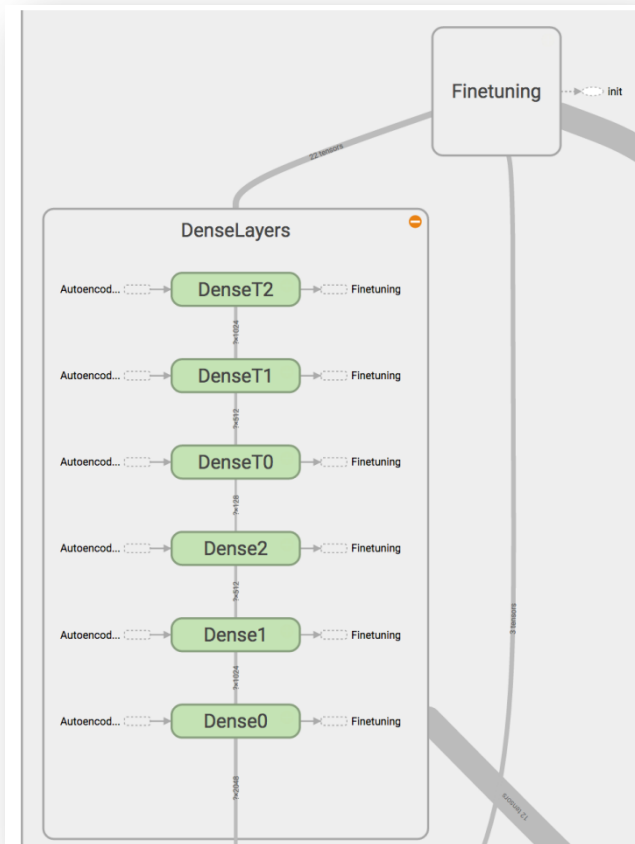 Finetuning
init
22 tensors
DenseLayers
Autoencod... DenseT2 Finetuning
?×1024
Autoencod... DenseT1 Finetuning
?×512
Autoencod... DenseT0 Finetuning
?×128
Autoencod... Dense2 Finetuning
?×512
3 tensors
Autoencod... Dense1 Finetuning
?×1024
Autoencod... Dense0 Finetuning
?×2048
12 tensors